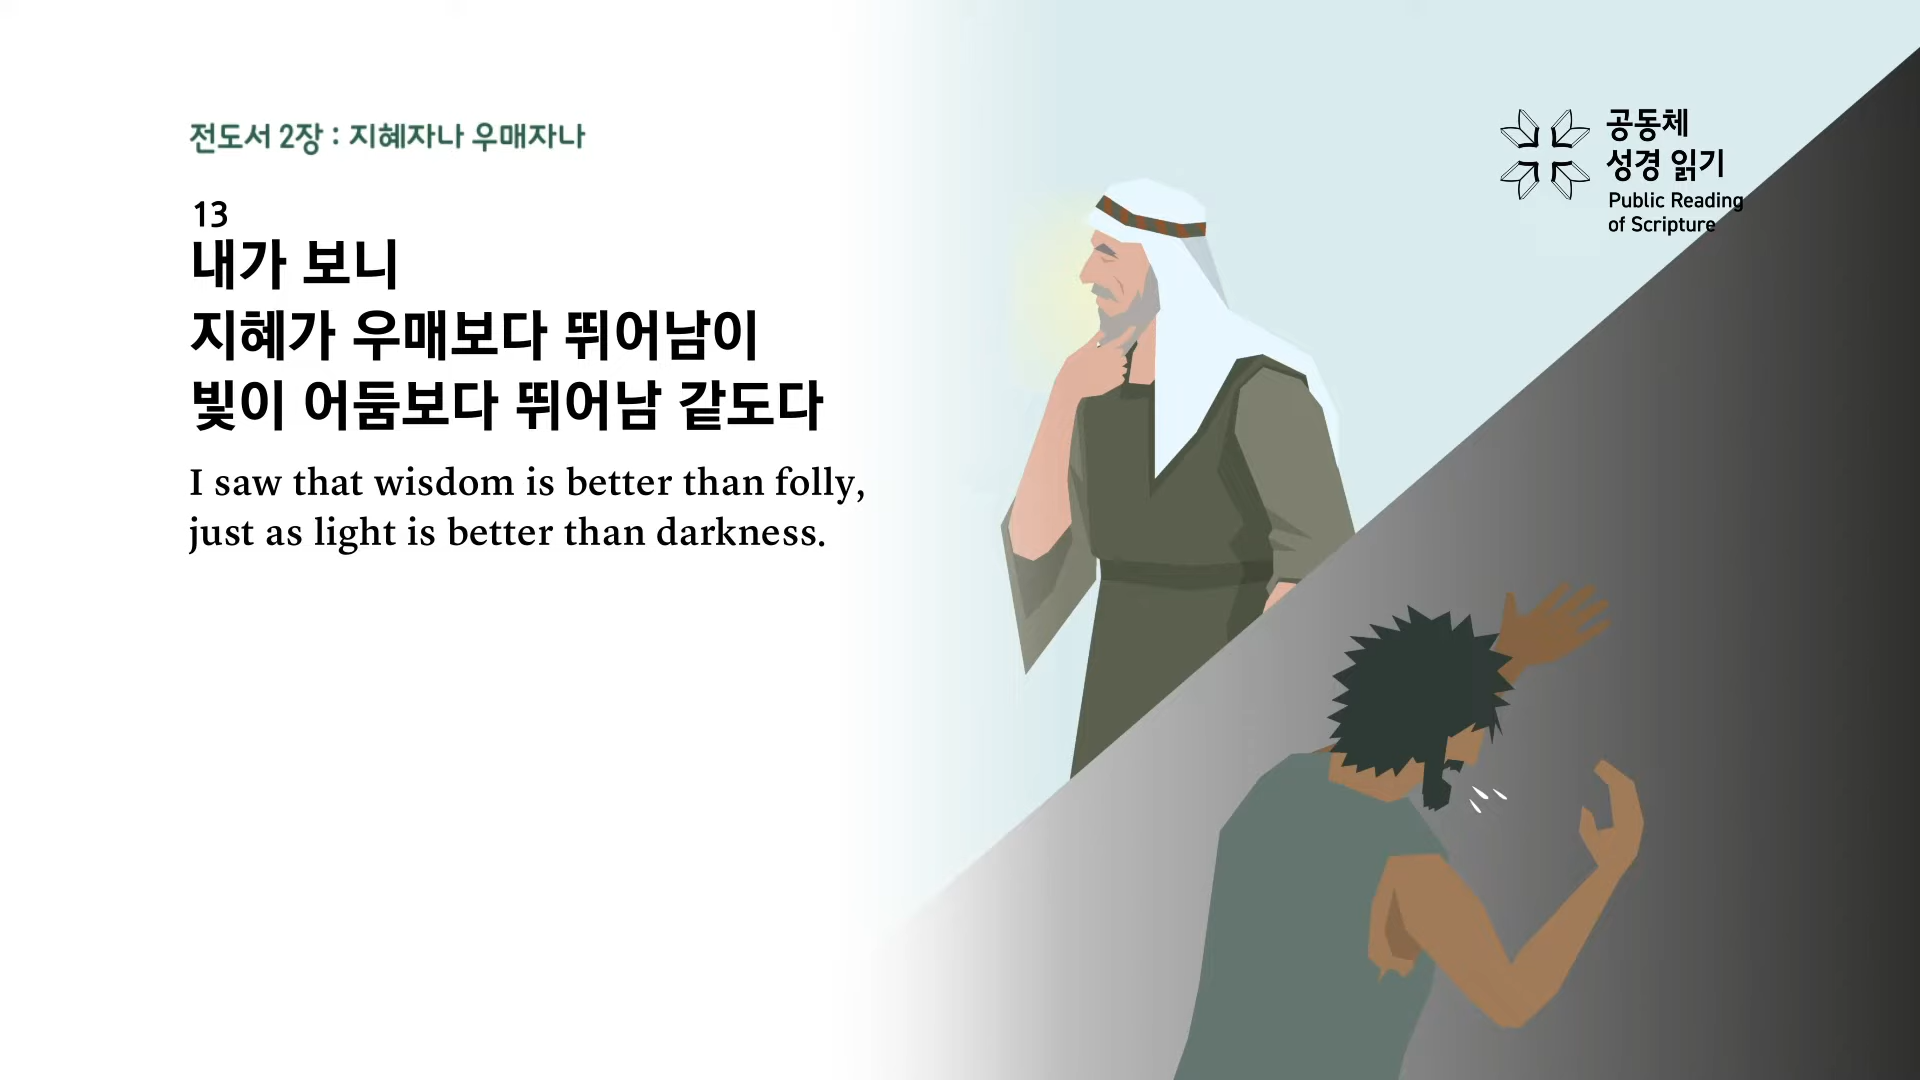 전도서 2장 : 지혜자나 우매자나
13
내가 보니
지혜가 우매보다 뛰어남이
빛이 어둠보다 뛰어남 같도다
I saw that wisdom is better than folly,
just as light is better than darkness.
공동체
성경 읽기
Public Reading
of Scripture